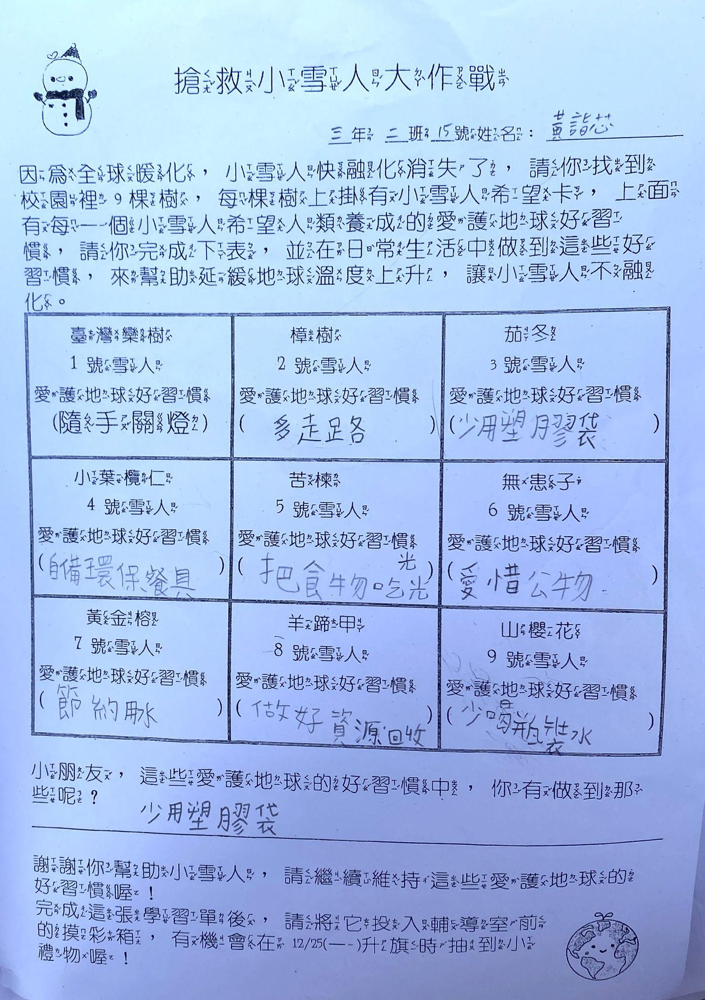 搶救小雪人大作戰
三年二班15號姓名：黃諧芯
因為全球暖化，小雪人快融化消失了，請你找到
校園裡9棵樹，每棵樹上掛有小雪人希望卡，上面
有每一個小雪人希望人類養成的愛護地球好習
慣，請你完成下表，並在日常生活中做到這些好
習慣，來幫助延緩地球溫度上升，讓小雪人不融
化。
臺灣欒樹
1 號雪人
愛護地球好習慣
(隨手關燈)
樟樹
2 號雪人
愛護地球好習慣
(多走路)
茄冬
3 號雪人
愛護地球好習慣
(少用塑膠袋)
小葉欖仁
4 號雪人
愛護地球好習慣
(自備環保餐具)
苦楝
5 號雪人
愛護地球好習慣
光
(把食物吃光)
無患子
6 號雪人
愛護地球好習慣
(愛惜公物)
黃金榕
7 號雪人
愛護地球好習慣
(節約用水)
羊蹄甲
8 號雪人
愛護地球好習慣
(做好資源回收)
山櫻花
9 號雪人
愛護地球好習慣
(少喝瓶裝水)
小朋友，這些愛護地球的好習慣中，你有做到那
些呢？
少用塑膠袋
謝謝你幫助小雪人，請繼續維持這些愛護地球的
好習慣喔！
完成這張學習單後，請將它投入輔導室前
的摸彩箱，有機會在 12/25(一)升旗時抽到小
禮物喔！